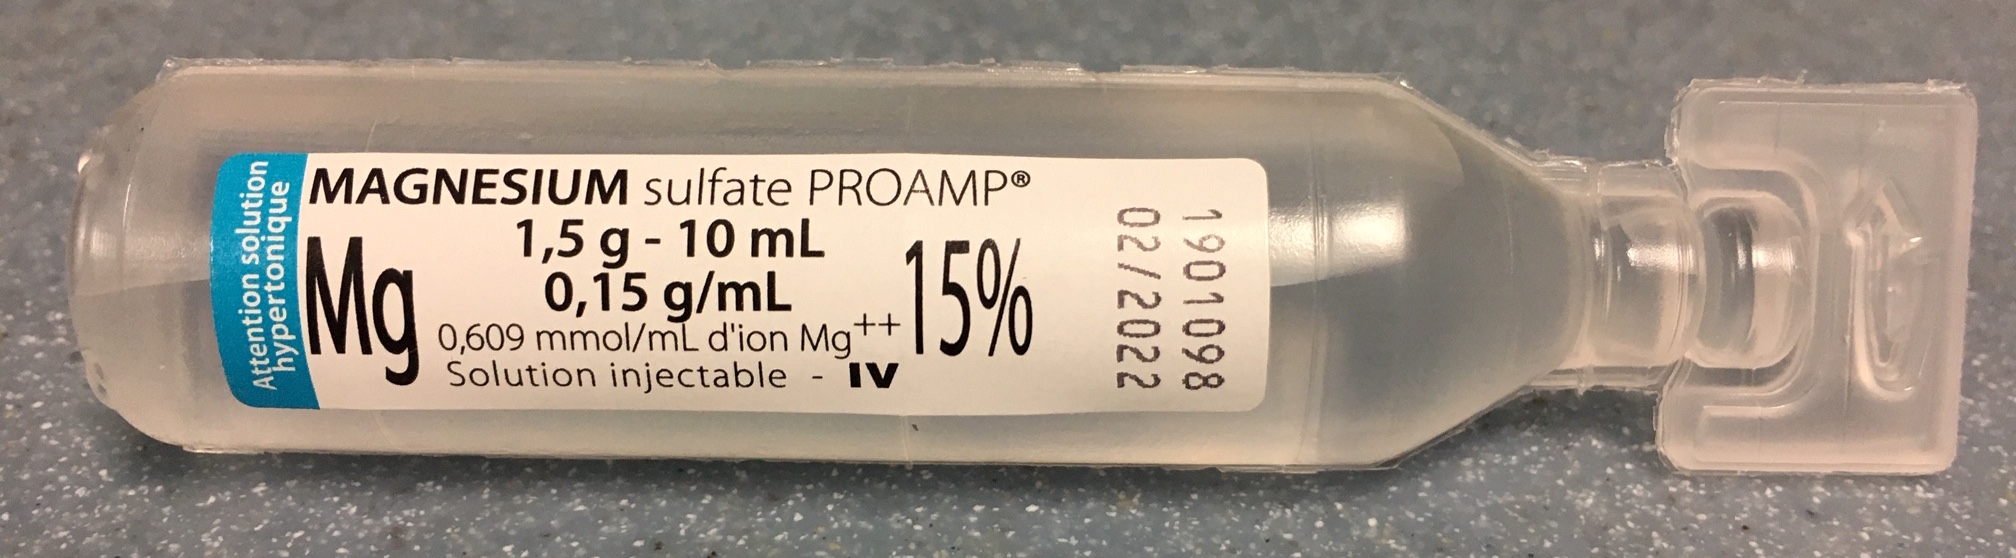 Attention solution
hypertonique
MAGNESIUM sulfate PROAMP®
1,5 g - 10 mL
0,15 g/mL
Mg
15%
0,609 mmol/mL d'ion Mg++
Solution injectable - IV
1901098
02/2022